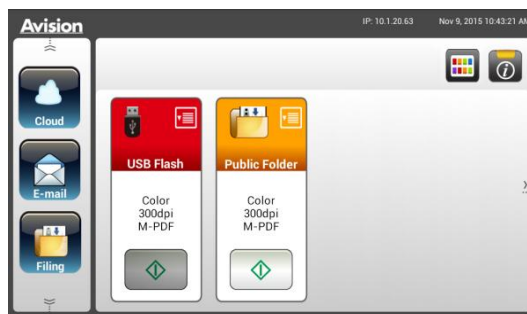 Avision
IP: 10.1.20.63
Nov 9, 2015 10:43:21 AM
Cloud
E-mail
Filing
USB Flash
Color
300dpi
M-PDF
Public Folder
Color
300dpi
M-PDF